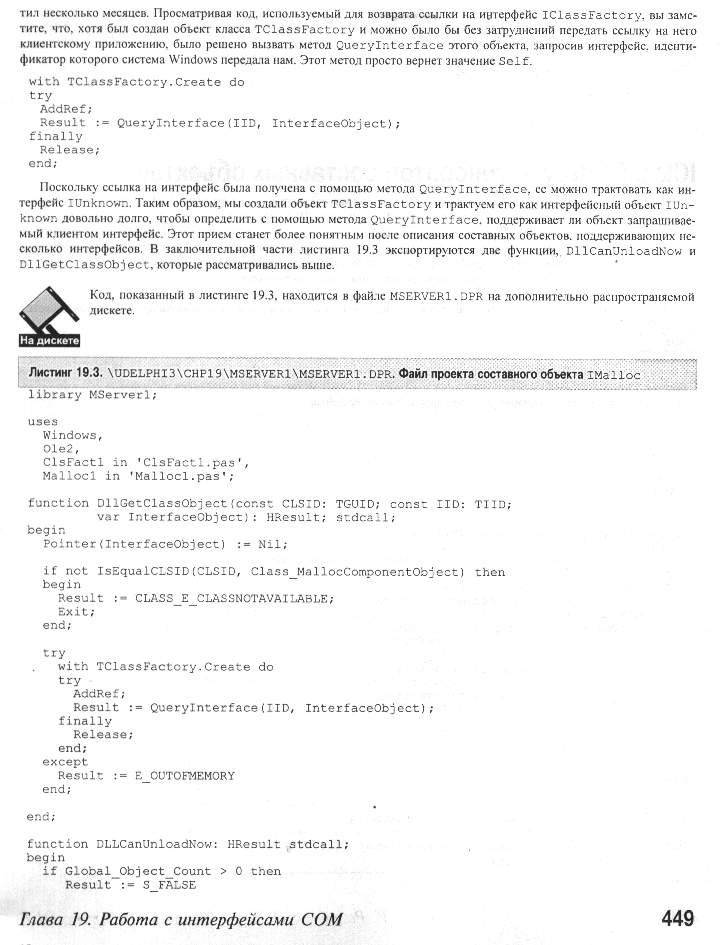 тил несколько месяцев. Просматривая код, используемый для возврата ссылки на интерфейс IClassFactory, вы заме-
тите, что, хотя был создан объект класса TClassFactory и можно было бы без затруднений передать ссылку на него
клиентскому приложению, было решено вызвать метод QueryInterface этого объекта, запросив интерфейс, иденти-
фикатор которого система Windows передала нам. Этот метод просто вернет значение Self.
with TClassFactory.Create do
try
AddRef;
Result := QueryInterface(IID, InterfaceObject);
finally
Release;
end;
Поскольку ссылка на интерфейс была получена с помощью метода QueryInterface, ее можно трактовать как ин-
терфейс IUnknown. Таким образом, мы создали объект TClassFactory и трактуем его как интерфейсный объект IUn-
known довольно долго, чтобы определить с помощью метода QueryInterface, поддерживает ли объект запрашивае-
мый клиентом интерфейс. Этот прием станет более понятным после описания составных объектов, поддерживающих не-
сколько интерфейсов. В заключительной части листинга 19.3 экспортируются две функции, DllCanUnloadNow и
DllGetClassObject, которые рассматривались выше.
Код, показанный в листинге 19.3, находится в файле MSERVER1.DPR на дополнительно распространяемой
дискете.
На дискете
Листинг 19.3. \UDELPHI3\CHP19\MSERVER1\MSERVER1.DPR. Файл проекта составного объекта IMalloc
library MServer1;
uses
Windows,
Ole2,
ClsFact1 in 'ClsFact1.pas',
Malloc1 in 'Malloc1.pas';
function DllGetClassObject(const CLSID: TGUID; const IID: TIID;
var InterfaceObject): HResult; stdcall;
begin
Pointer(InterfaceObject) := Nil;
if not IsEqualCLSID(CLSID, Class_MallocComponentObject) then
begin
Result := CLASS_E_CLASSNOTAVAILABLE;
Exit;
end;
try
with TClassFactory.Create do
try
AddRef;
Result := QueryInterface(IID, InterfaceObject);
finally
Release;
end;
except
Result := E_OUTOFMEMORY
end;
end;
function DLLCanUnloadNow: HResult stdcall;
begin
if Global_Object_Count > 0 then
Result := S_FALSE
Глава 19. Работа с интерфейсами COM 449